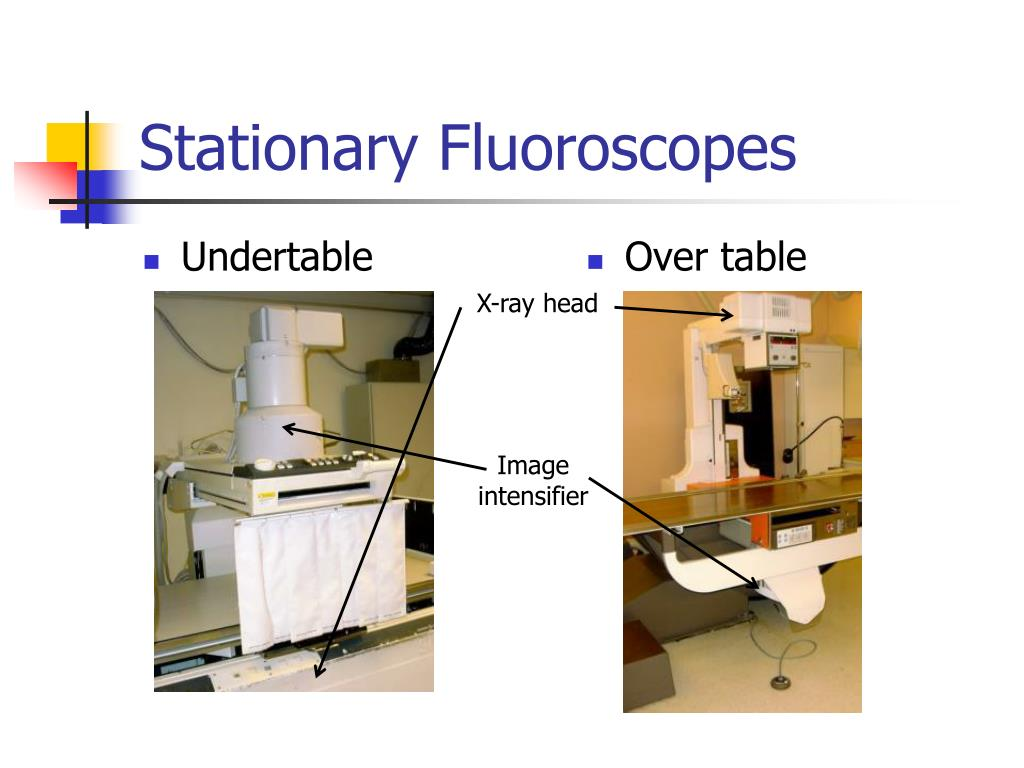 Stationary Fluoroscopes
Undertable
Over table
X-ray head
Image
intensifier